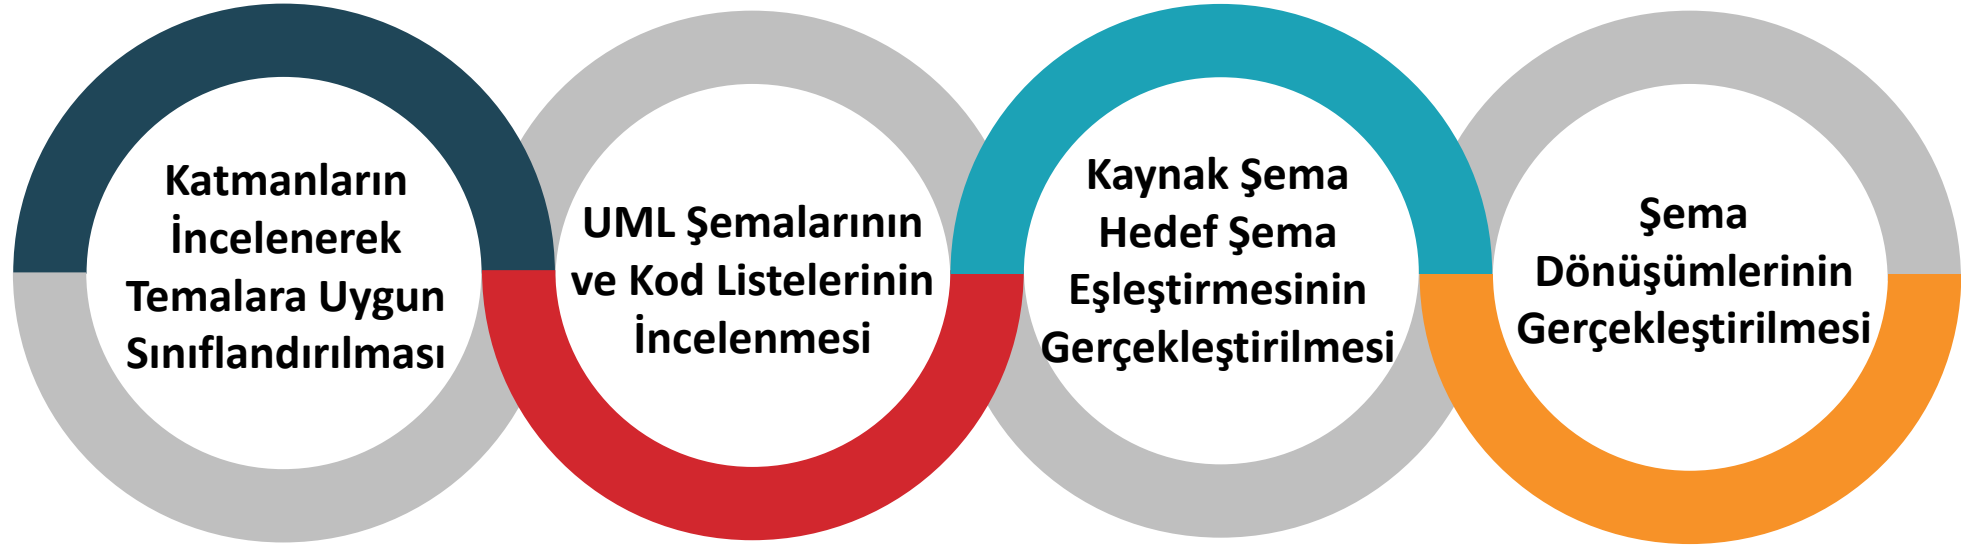 Katmanların
İncelenerek
Temalara Uygun
Sınıflandırılması
UML Şemalarının
ve Kod Listelerinin
İncelenmesi
Kaynak Şema
Hedef Şema
Eşleştirmesinin
Gerçekleştirilmesi
Şema
Dönüşümlerinin
Gerçekleştirilmesi